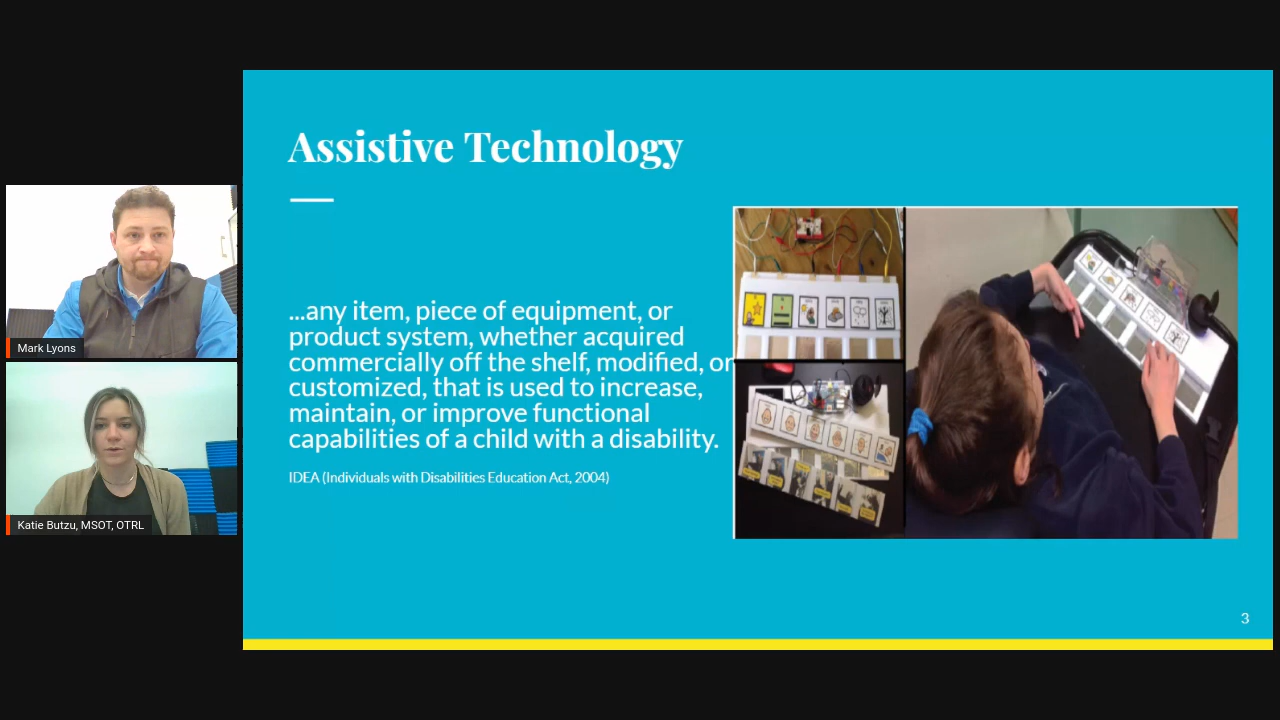 Assistive Technology
...any item, piece of equipment, or
product system, whether acquired
commercially off the shelf, modified, or
customized, that is used to increase,
maintain, or improve functional
capabilities of a child with a disability.
IDEA (Individuals with Disabilities Education Act, 2004)
3
Mark Lyons
Katie Butzu, MSOT, OTRL